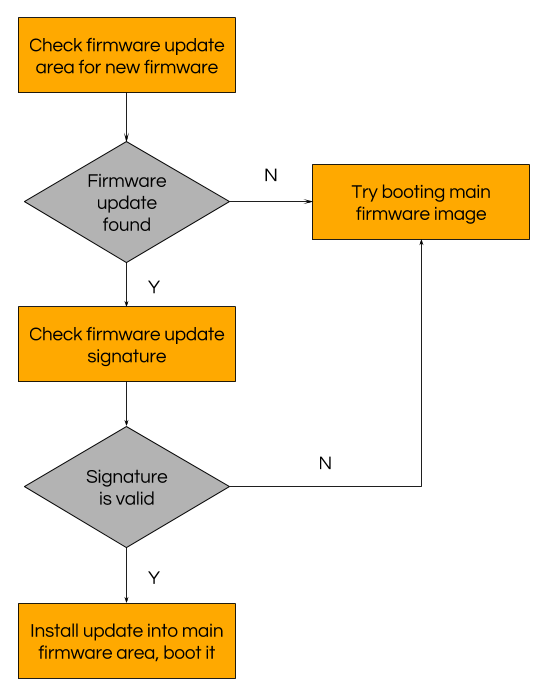 Check firmware update
area for new firmware
Firmware
update
found
N
Try booting main
firmware image
Y
Check firmware update
signature
Signature
is valid
N
Y
Install update into main
firmware area, boot it